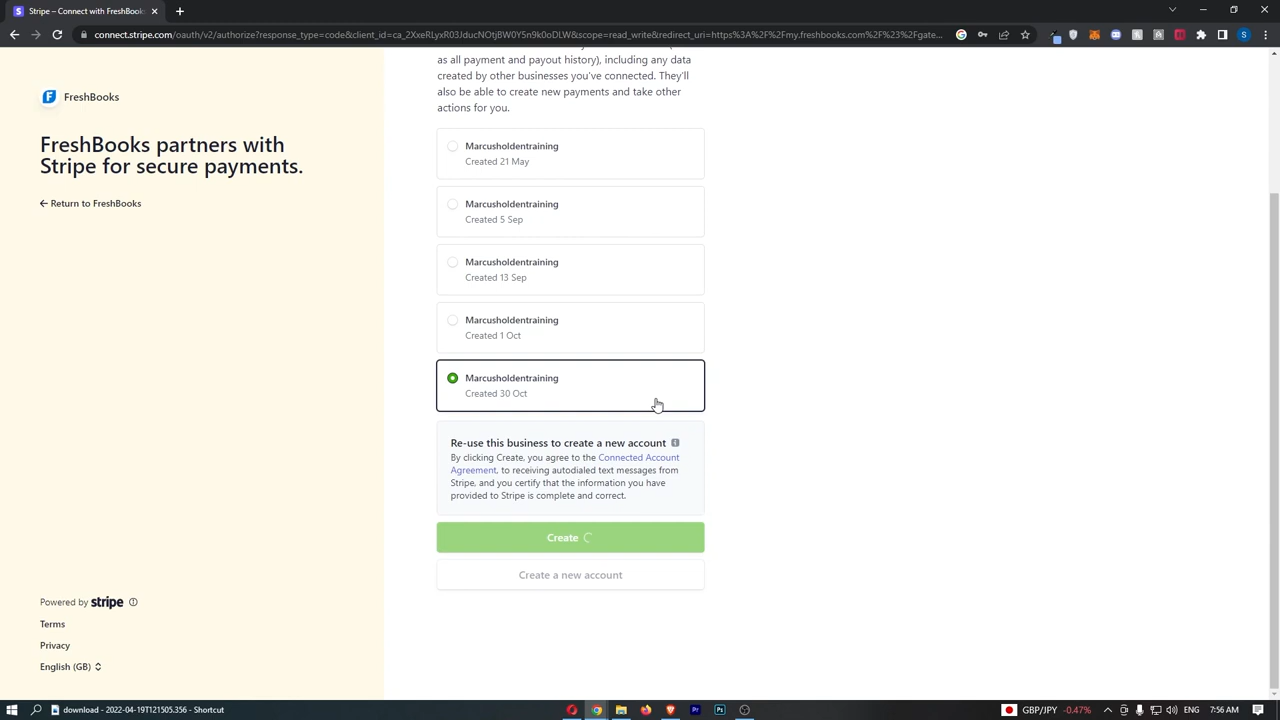 Stripe – Connect with FreshBooks
connect.stripe.com/oauth/v2/authorize?response_type=code&client_id=ca_2XxeRLyxR03JducNOtjBW0Y5n9k0oDLW&scope=read_write&redirect_uri=https%3A%2F%2Fmy.freshbooks.com%2F%23%2Fgate...
FreshBooks
FreshBooks partners with
Stripe for secure payments.
Return to FreshBooks
Powered by stripe
Terms
Privacy
English (GB)
as all payment and payout history), including any data
created by other businesses you've connected. They'll
also be able to create new payments and take other
actions for you.
Marcusholdentraining
Created 21 May
Marcusholdentraining
Created 5 Sep
Marcusholdentraining
Created 13 Sep
Marcusholdentraining
Created 1 Oct
Marcusholdentraining
Created 30 Oct
Re-use this business to create a new account
By clicking Create, you agree to the Connected Account
Agreement, to receiving autodialed text messages from
Stripe, and you certify that the information you have
provided to Stripe is complete and correct.
Create
Create a new account
download - 2022-04-19T121505.356 - Shortcut
GBP/JPY -0.47% ENG 7:56 AM